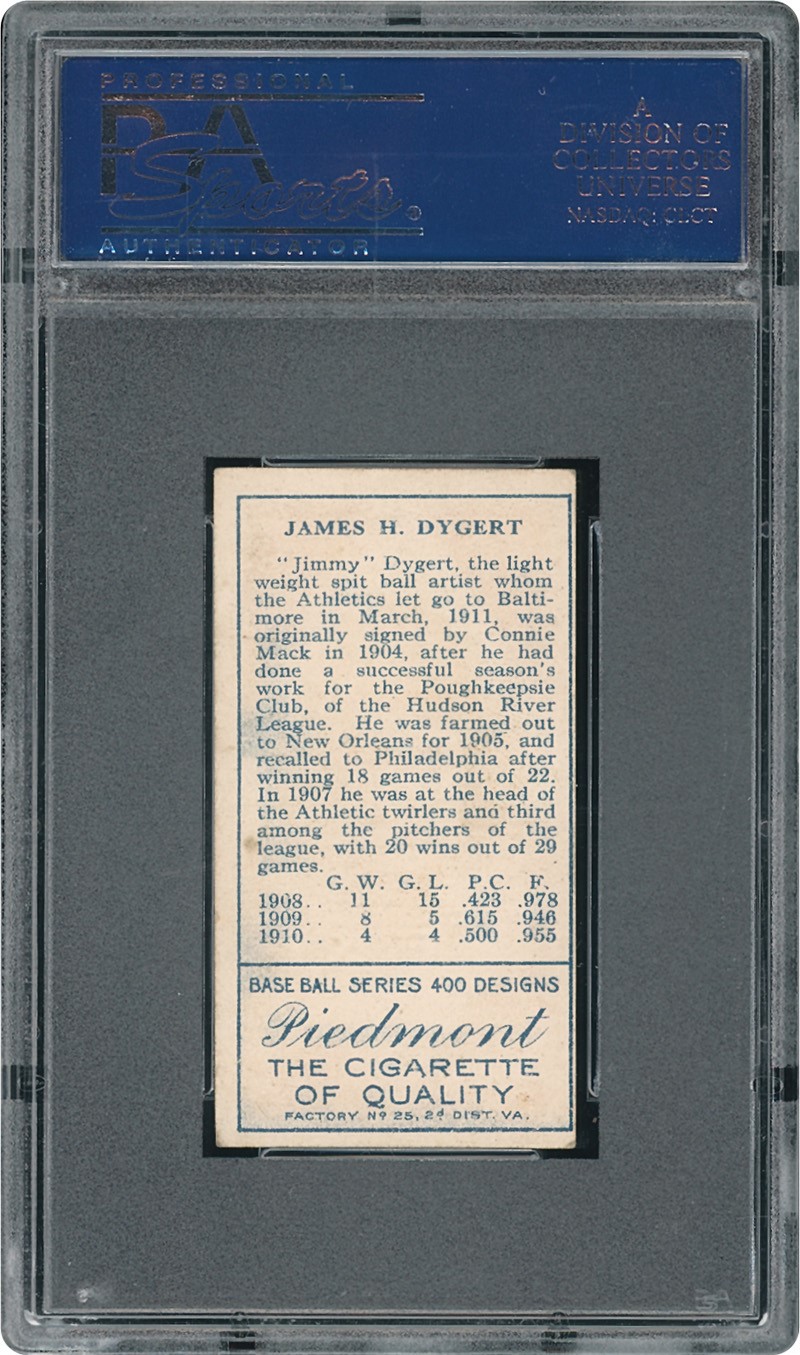 PROFESSIONAL
PSA
Sports
AUTHENTICATOR
A
DIVISION OF
COLLECTORS
UNIVERSE
NASDAQ: CLCT
JAMES H. DYGERT
"Jimmy" Dygert, the light
weight spit ball artist whom
the Athletics let go to Balti-
more in March, 1911, was
originally signed by Connie
Mack in 1904, after he had
done a successful season's
work for the Poughkeepsie
Club, of the Hudson River
League. He was farmed out
to New Orleans for 1905, and
recalled to Philadelphia after
winning 18 games out of 22.
In 1907 he was at the head of
the Athletic twirlers and third
among the pitchers of the
league, with 20 wins out of 29
games.
G. W. G. L. P.C. F.
1908.. 11 15 .423 .978
1909.. 8 5 .615 .946
1910.. 4 4 .500 .955
BASE BALL SERIES 400 DESIGNS
Piedmont
THE CIGARETTE
OF QUALITY
FACTORY Nº 25, 2d DIST. VA.
PSA